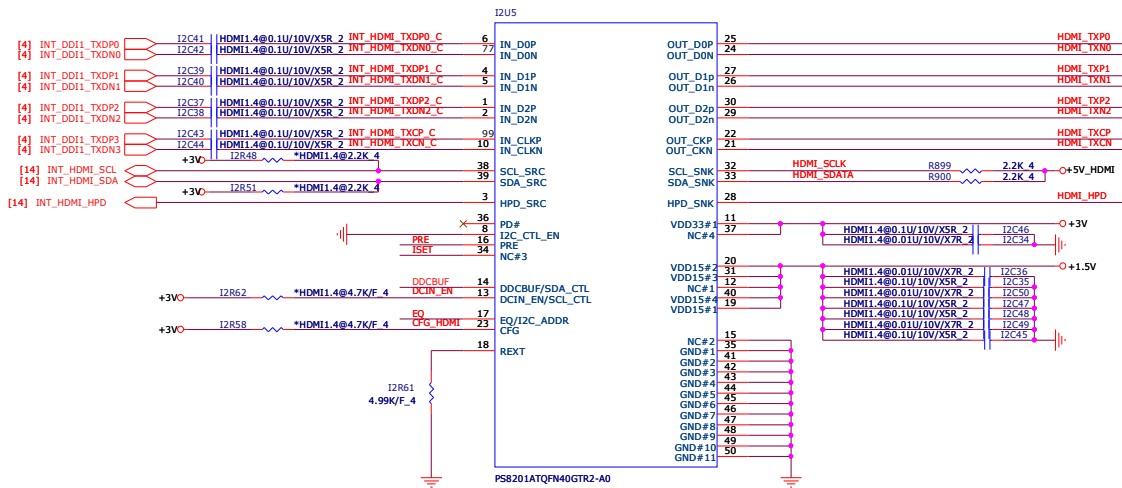 I2U5
[4] INT_DDI1_TXDP0 I2C41 HDMI1.4@0.1U/10V/X5R_2 INT_HDMI_TXDP0_C 6 IN_D0P OUT_D0P 25 HDMI_TXP0
[4] INT_DDI1_TXDN0 I2C42 HDMI1.4@0.1U/10V/X5R_2 INT_HDMI_TXDN0_C 77 IN_D0N OUT_D0N 24 HDMI_TXN0
[4] INT_DDI1_TXDP1 I2C39 HDMI1.4@0.1U/10V/X5R_2 INT_HDMI_TXDP1_C 4 IN_D1P OUT_D1p 27 HDMI_TXP1
[4] INT_DDI1_TXDN1 I2C40 HDMI1.4@0.1U/10V/X5R_2 INT_HDMI_TXDN1_C 5 IN_D1N OUT_D1n 26 HDMI_TXN1
[4] INT_DDI1_TXDP2 I2C37 HDMI1.4@0.1U/10V/X5R_2 INT_HDMI_TXDP2_C 1 IN_D2P OUT_D2p 30 HDMI_TXP2
[4] INT_DDI1_TXDN2 I2C38 HDMI1.4@0.1U/10V/X5R_2 INT_HDMI_TXDN2_C 2 IN_D2N OUT_D2n 29 HDMI_TXN2
[4] INT_DDI1_TXDP3 I2C43 HDMI1.4@0.1U/10V/X5R_2 INT_HDMI_TXCP_C 99 IN_CLKP OUT_CKP 22 HDMI_TXCP
[4] INT_DDI1_TXDN3 I2C44 HDMI1.4@0.1U/10V/X5R_2 INT_HDMI_TXCN_C 10 IN_CLKN OUT_CKN 21 HDMI_TXCN
+3V I2R48 *HDMI1.4@2.2K_4
[14] INT_HDMI_SCL 38 SCL_SRC SCL_SNK 32 HDMI_SCLK R899 2.2K_4 +5V_HDMI
[14] INT_HDMI_SDA 39 SDA_SRC SDA_SNK 33 HDMI_SDATA R900 2.2K_4
+3V I2R51 *HDMI1.4@2.2K_4
[14] INT_HDMI_HPD 3 HPD_SRC HPD_SNK 28 HDMI_HPD
36 PD# VDD33#1 11 +3V
8 I2C_CTL_EN NC#4 37 HDMI1.4@0.1U/10V/X5R_2 I2C46
PRE 16 PRE HDMI1.4@0.01U/10V/X7R_2 I2C34
ISET 34 NC#3
VDD15#2 20 +1.5V
VDD15#3 31 HDMI1.4@0.01U/10V/X7R_2 I2C36
DDCBUF 14 DDCBUF/SDA_CTL NC#1 12 HDMI1.4@0.1U/10V/X5R_2 I2C35
+3V I2R62 *HDMI1.4@4.7K/F_4 DCIN_EN 13 DCIN_EN/SCL_CTL VDD15#4 40 HDMI1.4@0.01U/10V/X7R_2 I2C50
VDD15#1 19 HDMI1.4@0.1U/10V/X5R_2 I2C47
EQ 17 EQ/I2C_ADDR HDMI1.4@0.1U/10V/X5R_2 I2C48
+3V I2R58 *HDMI1.4@4.7K/F_4 CFG_HDMI 23 CFG HDMI1.4@0.01U/10V/X7R_2 I2C49
NC#2 15 HDMI1.4@0.1U/10V/X5R_2 I2C45
18 REXT GND#1 35
GND#2 41
GND#3 42
GND#4 43
I2R61 GND#5 44
4.99K/F_4 GND#6 45
GND#7 46
GND#8 47
GND#9 48
GND#10 49
GND#11 50
PS8201ATQFN40GTR2-A0